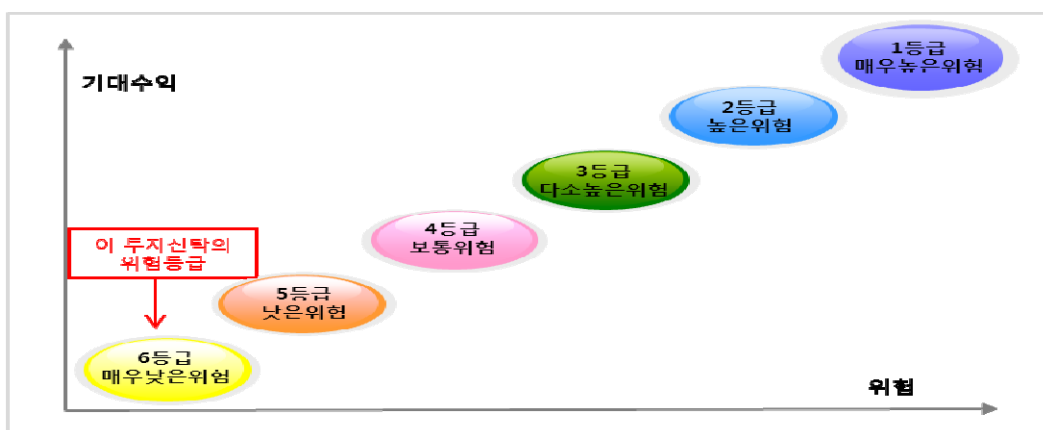 1등급
매우높은위험
기대수익
2등급
높은위험
3등급
다소높은위험
4등급
보통위험
이 투자신탁의
위험등급
5등급
낮은위험
6등급
매우낮은위험
위험